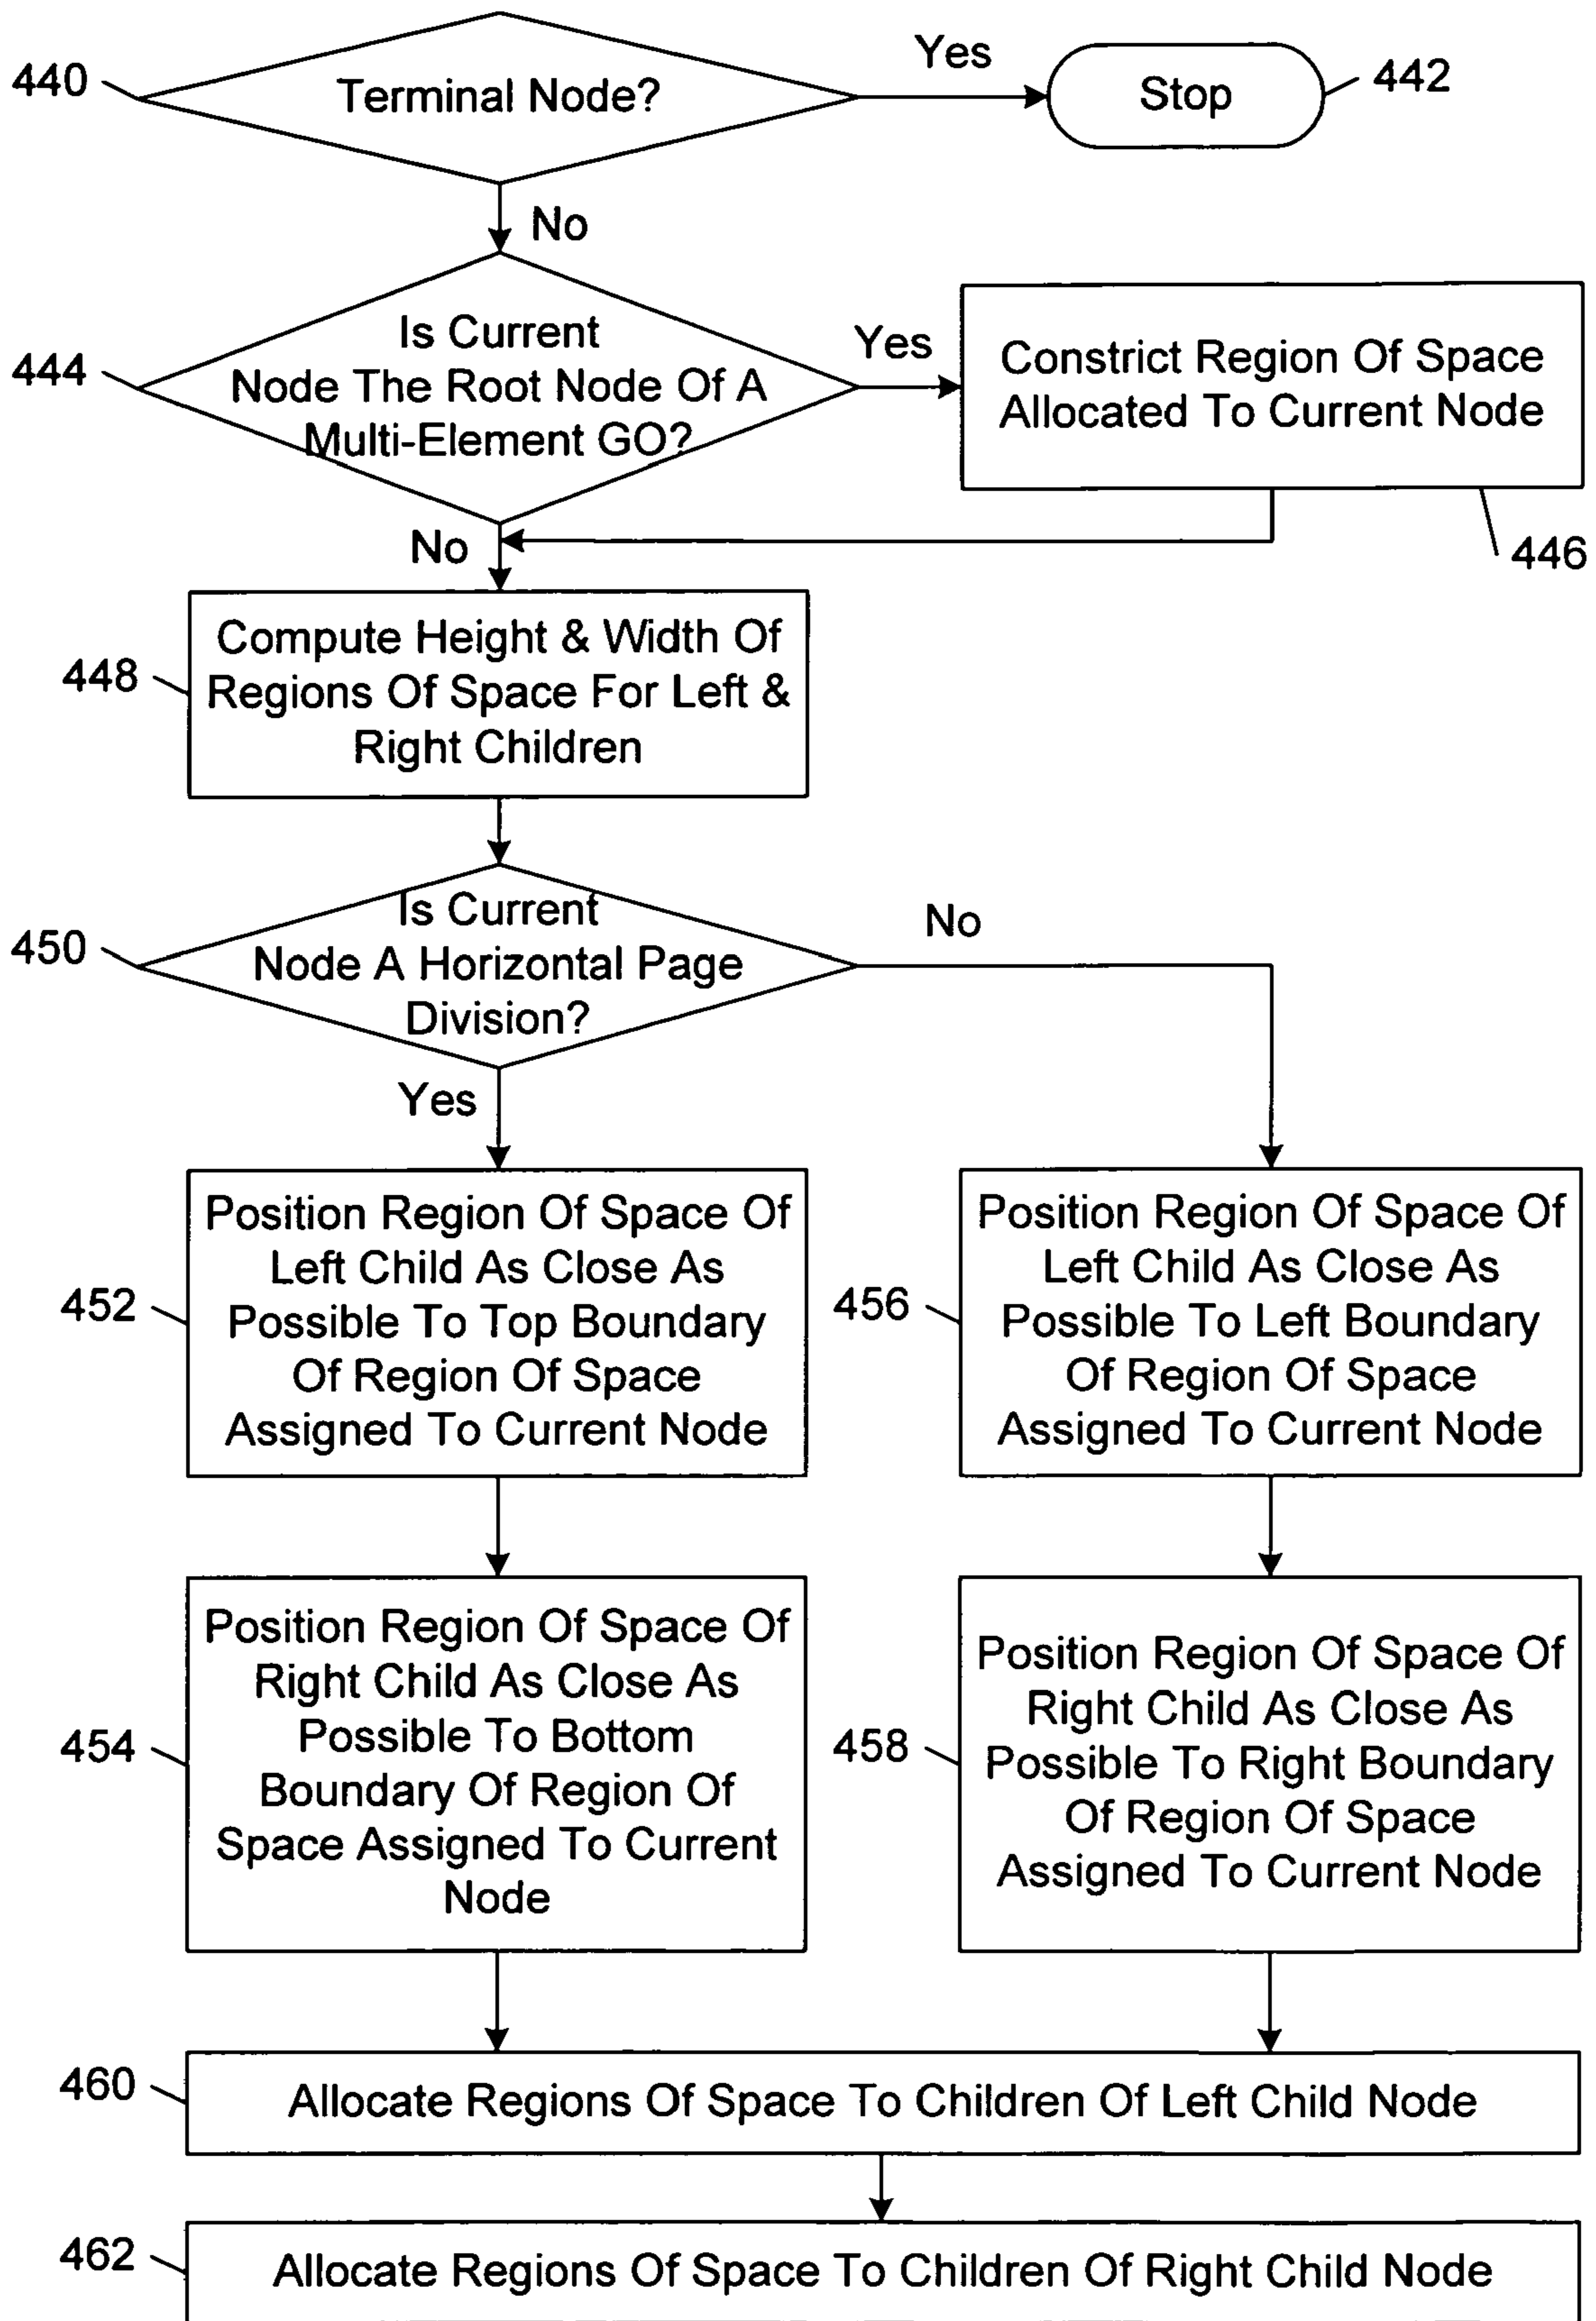 440
Terminal Node?
Yes
Stop
442
No
444
Is Current
Node The Root Node Of A
Multi-Element GO?
Yes
Constrict Region Of Space
Allocated To Current Node
446
No
448
Compute Height & Width Of
Regions Of Space For Left &
Right Children
450
Is Current
Node A Horizontal Page
Division?
No
Yes
452
Position Region Of Space Of
Left Child As Close As
Possible To Top Boundary
Of Region Of Space
Assigned To Current Node
456
Position Region Of Space Of
Left Child As Close As
Possible To Left Boundary
Of Region Of Space
Assigned To Current Node
454
Position Region Of Space Of
Right Child As Close As
Possible To Bottom
Boundary Of Region Of
Space Assigned To Current
Node
458
Position Region Of Space Of
Right Child As Close As
Possible To Right Boundary
Of Region Of Space
Assigned To Current Node
460
Allocate Regions Of Space To Children Of Left Child Node
462
Allocate Regions Of Space To Children Of Right Child Node